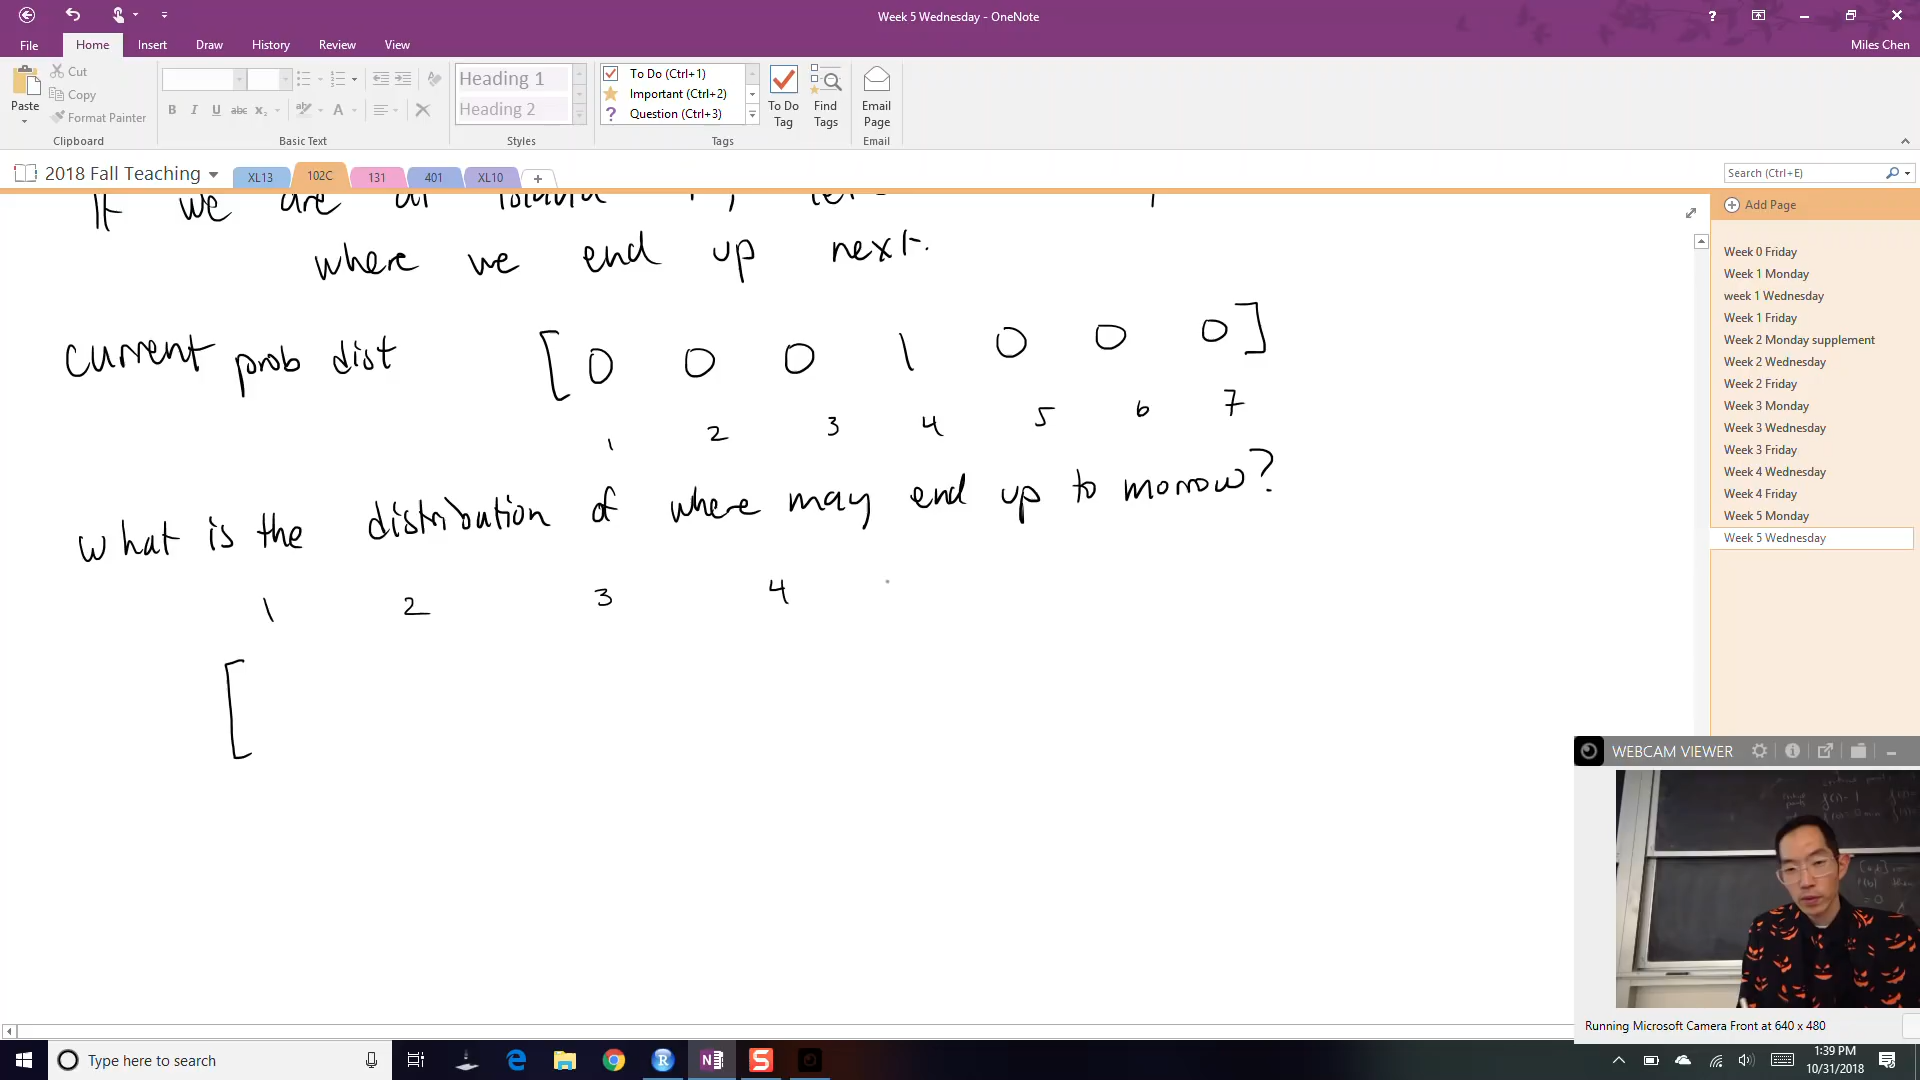 Week 5 Wednesday - OneNote
?
File
Home
Insert
Draw
History
Review
View
Miles Chen
Paste
Cut
Copy
Format Painter
Clipboard
B I U abc x₂ A
Basic Text
Heading 1
Heading 2
Styles
To Do (Ctrl+1)
Important (Ctrl+2)
Question (Ctrl+3)
Tags
To Do Tag
Find Tags
Email Page
Email
2018 Fall Teaching
XL13
102C
131
401
XL10
Search (Ctrl+E)
Add Page
Week 0 Friday
Week 1 Monday
week 1 Wednesday
Week 1 Friday
Week 2 Monday supplement
Week 2 Wednesday
Week 2 Friday
Week 3 Monday
Week 3 Wednesday
Week 3 Friday
Week 4 Wednesday
Week 4 Friday
Week 5 Monday
Week 5 Wednesday
If we are at island
where we end up next.
current prob dist [ 0 0 0 1 0 0 0 ]
1 2 3 4 5 6 7
what is the distribution of where may end up tomorrow?
1 2 3 4
[
WEBCAM VIEWER
Running Microsoft Camera Front at 640 x 480
Type here to search
1:39 PM
10/31/2018